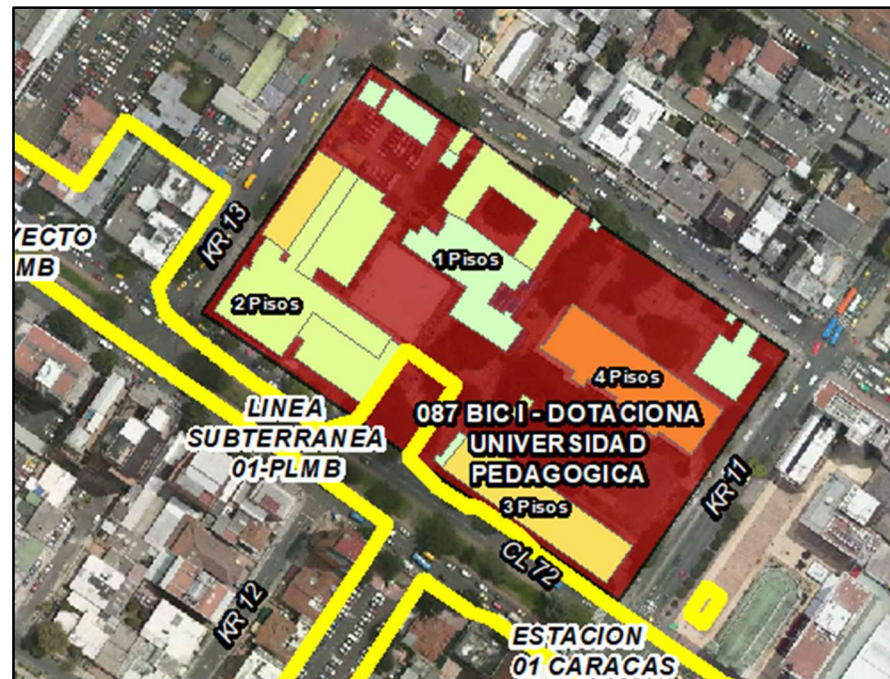 YECTO
MB
KR 13
1 Pisos
2 Pisos
4 Pisos
LINEA
SUBTERRANEA
01-PLMB
087 BIC I - DOTACIONA
UNIVERSIDAD
PEDAGOGICA
KR 11
3 Pisos
CL 72
KR 12
ESTACION
01 CARACAS